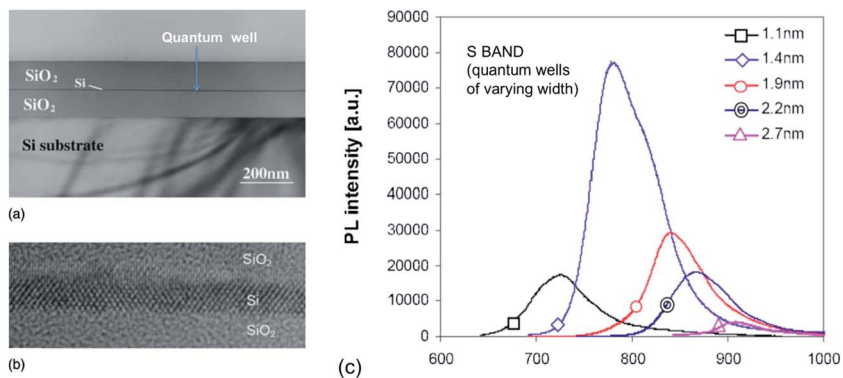 Quantum well
SiO2
Si
SiO2
Si substrate
200nm
(a)
SiO2
Si
SiO2
(b)
(c)
PL intensity [a.u.]
90000
80000
70000
60000
50000
40000
30000
20000
10000
0
600 700 800 900 1000
S BAND
(quantum wells
of varying width)
1.1nm
1.4nm
1.9nm
2.2nm
2.7nm